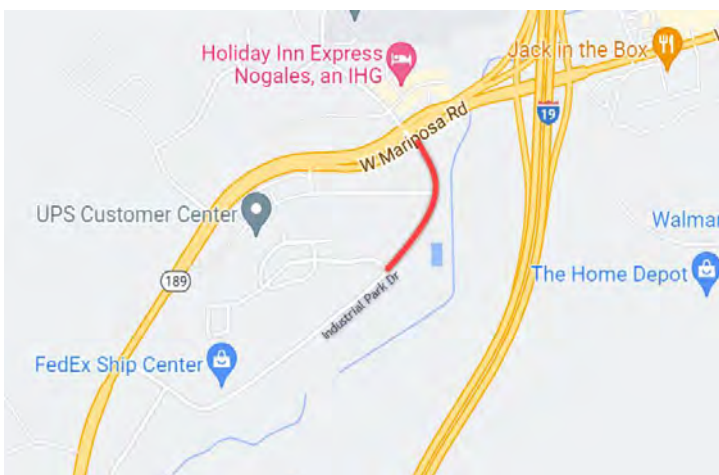 Holiday Inn Express
Nogales, an IHG
Jack in the Box
19
W Mariposa Rd
UPS Customer Center
Walmar
189
The Home Depot
Industrial Park Dr
FedEx Ship Center